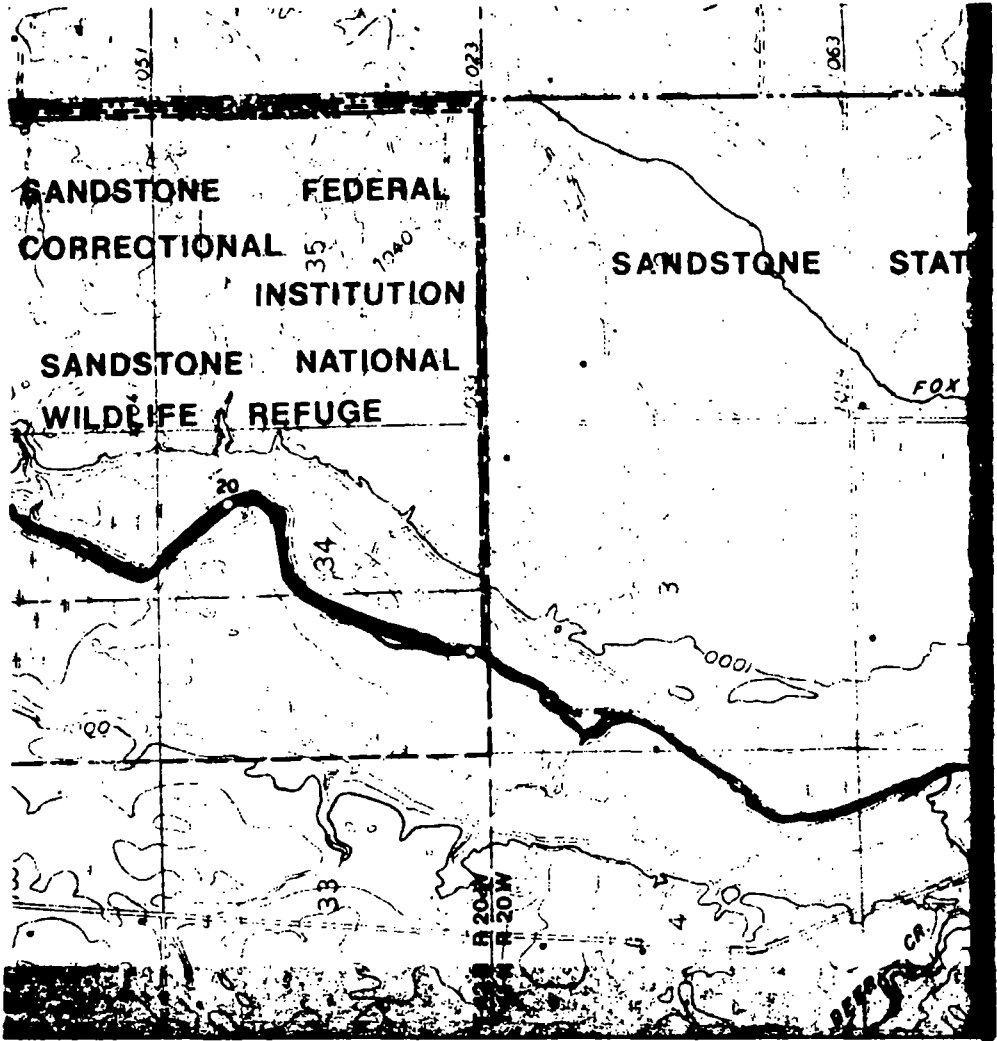 051
023
063
SANDSTONE FEDERAL
CORRECTIONAL
35
1040
INSTITUTION
SANDSTONE STAT
SANDSTONE NATIONAL
WILDLIFE REFUGE
FOX
20
34
3
1000
33
4
R 20 W
R 20 W
CR